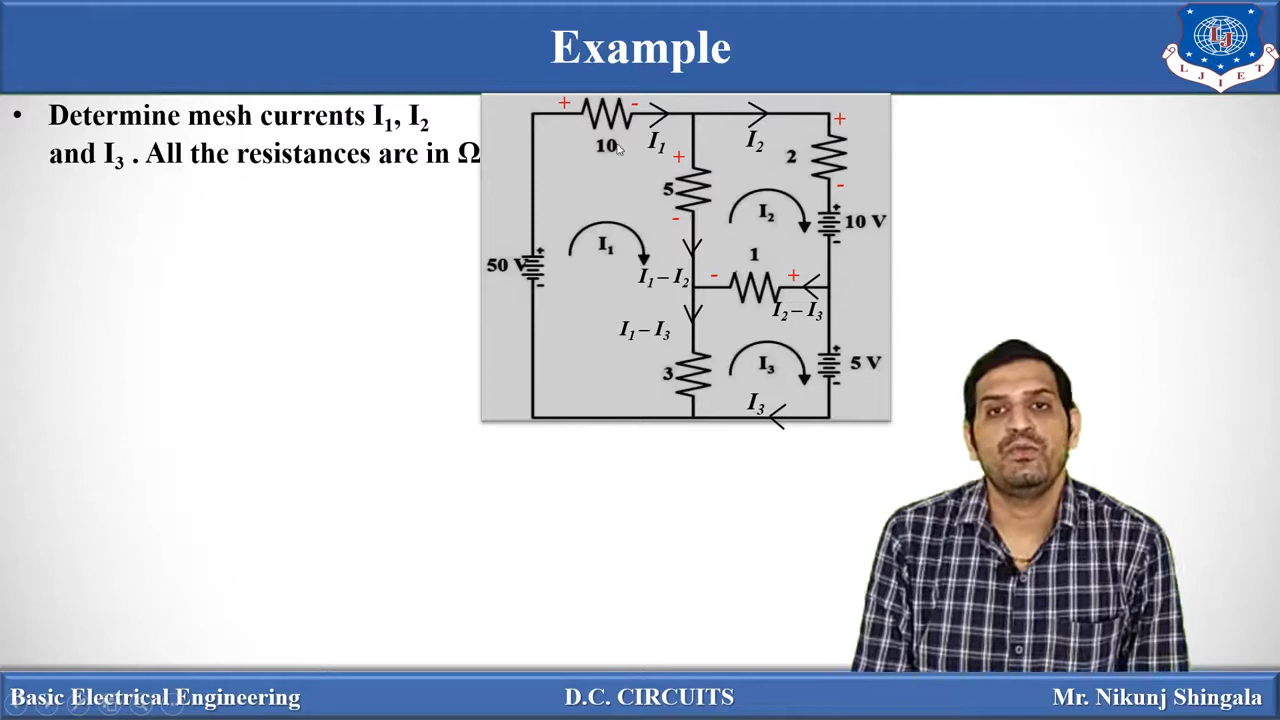 Example
LJ
L J I E T
• Determine mesh currents I₁, I₂
and I₃ . All the resistances are in Ω
+ - + 
10 I₁ I₂ 2
+ 
5 -
- I₂ + 10 V
I₁ -
50 V + 1
I₁ – I₂ - +
- I₂ – I₃
I₁ – I₃
+
3 I₃ 5 V
-
I₃
Basic Electrical Engineering D.C. CIRCUITS Mr. Nikunj Shingala